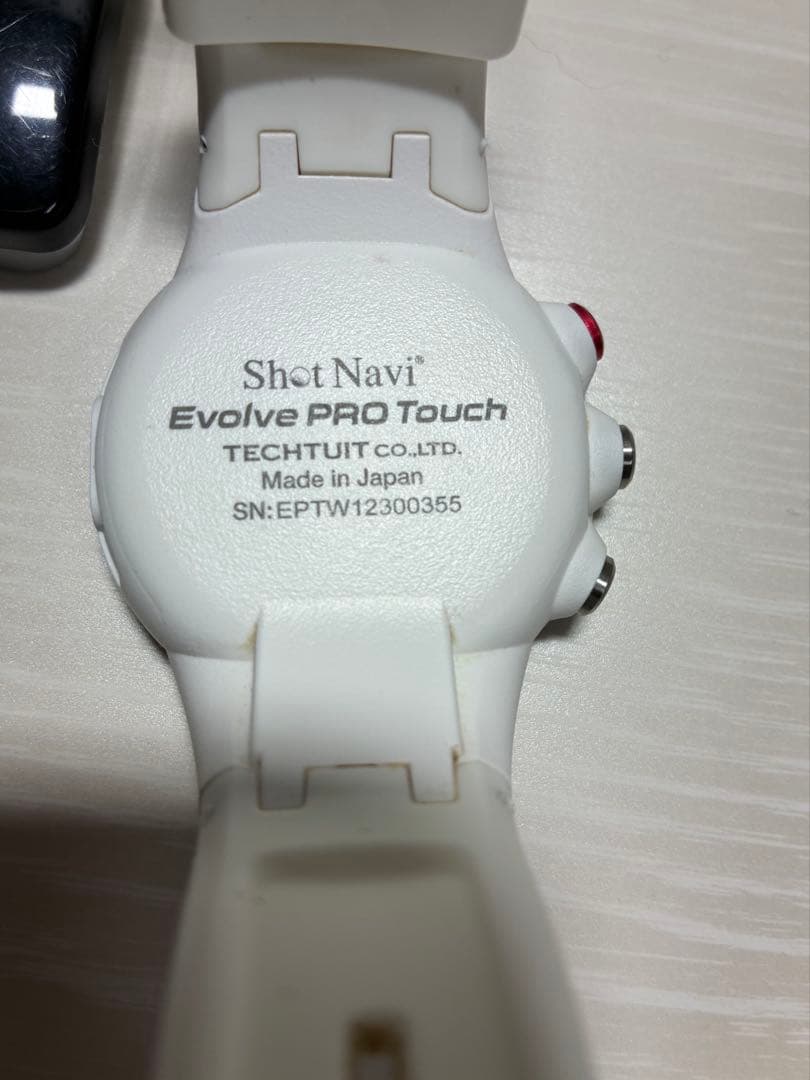 Shot Navi®
Evolve PRO Touch
TECHTUIT CO.,LTD.
Made in Japan
SN:EPTW12300355